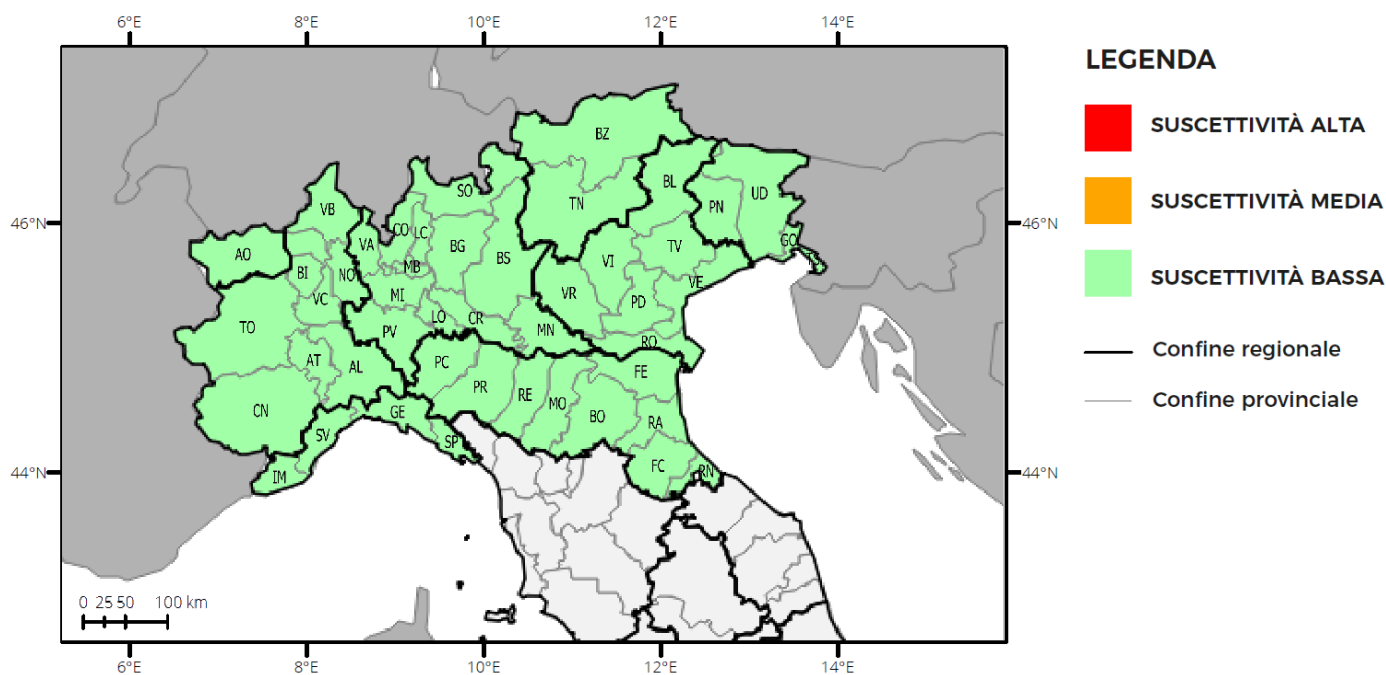 6°E 8°E 10°E 12°E 14°E
LEGENDA
SUSCETTIVITÀ ALTA
SUSCETTIVITÀ MEDIA
SUSCETTIVITÀ BASSA
Confine regionale
Confine provinciale
46°N 46°N
44°N 44°N
BZ
BL
UD
SO
TN
PN
VB
CO LC
GO
VA
BG
TV
AO
BS
VI
MB
BI
NO
VE
VC
MI
VR
PD
LO
CR
TO
PV
MN
RO
AT
AL
PC
FE
PR
RE
MO
CN
GE
BO
RA
SV
SP
FC
RN
IM
0 25 50 100 km
6°E 8°E 10°E 12°E 14°E